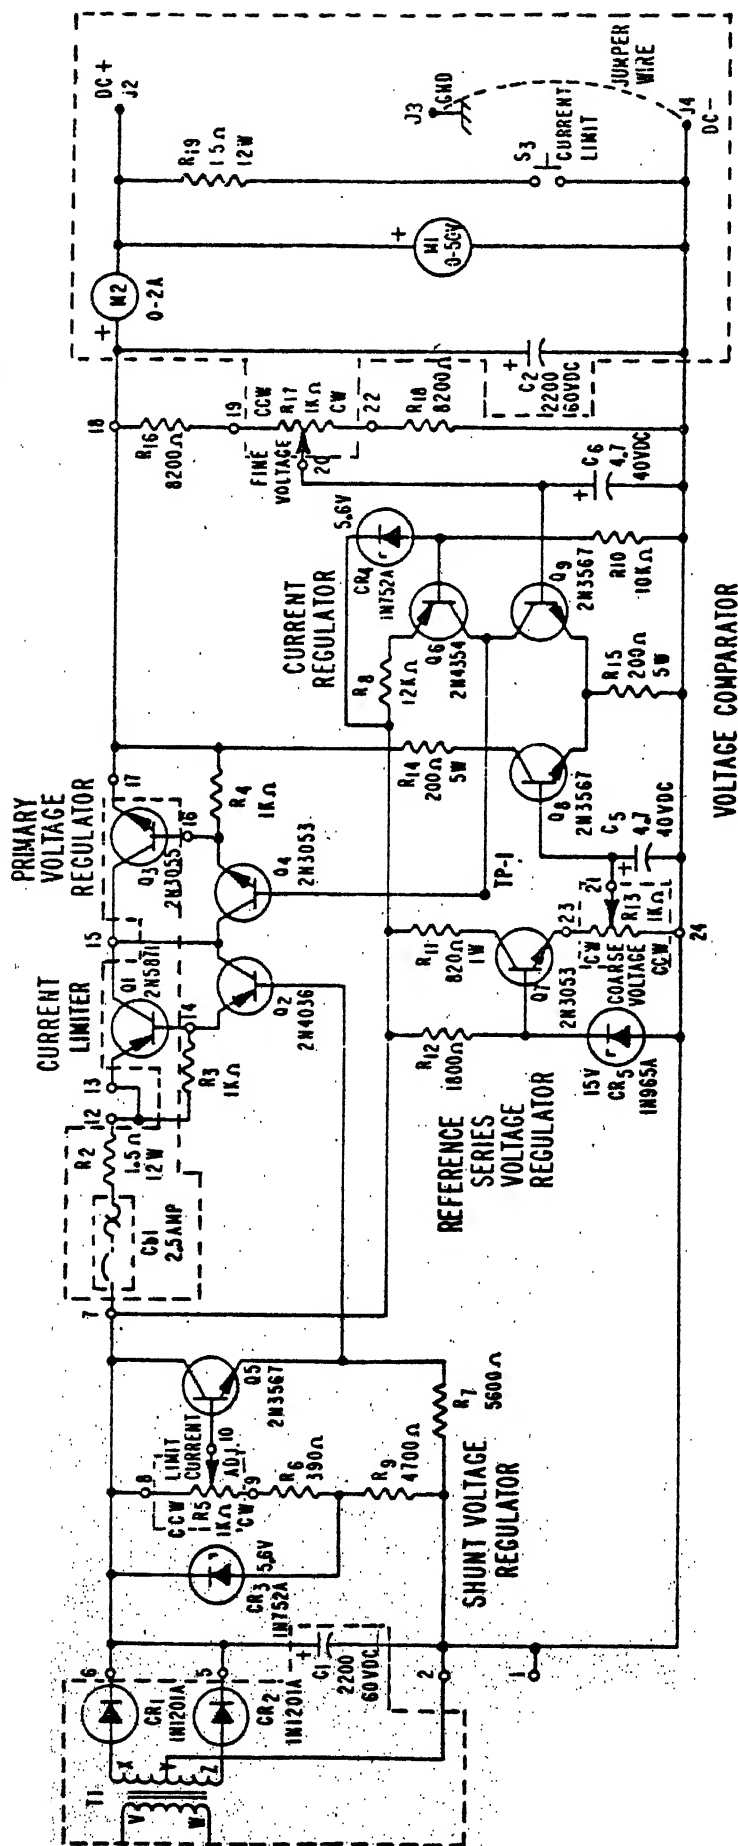 T1
V
W
X
Y
Z
CR1
1N1201A
CR2
1N1201A
6
5
C1
2200
60VDC
2
1
CR3
1N752A
5.6V
8
CCW
LIMIT
CURRENT
ADJ.
10
R5
1KΩ
CW
9
R6
390Ω
R9
4700Ω
SHUNT VOLTAGE
REGULATOR
Q5
2N3567
R7
5600Ω
7
Cb1
2.5AMP
R2
1.5Ω
12W
12
13
CURRENT
LIMITER
Q1
2N5871
14
R3
1KΩ
Q2
2N4036
15
PRIMARY
VOLTAGE
REGULATOR
Q3
2N3055
16
17
Q4
2N3053
R4
1KΩ
REFERENCE
SERIES
VOLTAGE
REGULATOR
R12
1800Ω
R11
820Ω
1W
Q7
2N3053
15V
CR5
1N965A
23
CW
COARSE
VOLTAGE
CCW
R13
1KΩ
21
24
TP-1
C5
4.7
40VDC
Q8
2N3567
R14
200Ω
5W
R8
12KΩ
CURRENT
REGULATOR
Q6
2N4354
CR4
1N752A
5.6V
Q9
2N3567
R15
200Ω
5W
R10
10KΩ
C6
4.7
40VDC
VOLTAGE COMPARATOR
18
R16
8200Ω
19
CCW
R17
1KΩ
CW
FINE
VOLTAGE
20
22
R18
8200Ω
C2
2200
60VDC
M2
0-2A
M1
0-50V
R19
15Ω
12W
S3
CURRENT
LIMIT
DC+
J2
J3
GND
JUMPER
WIRE
J4
DC-